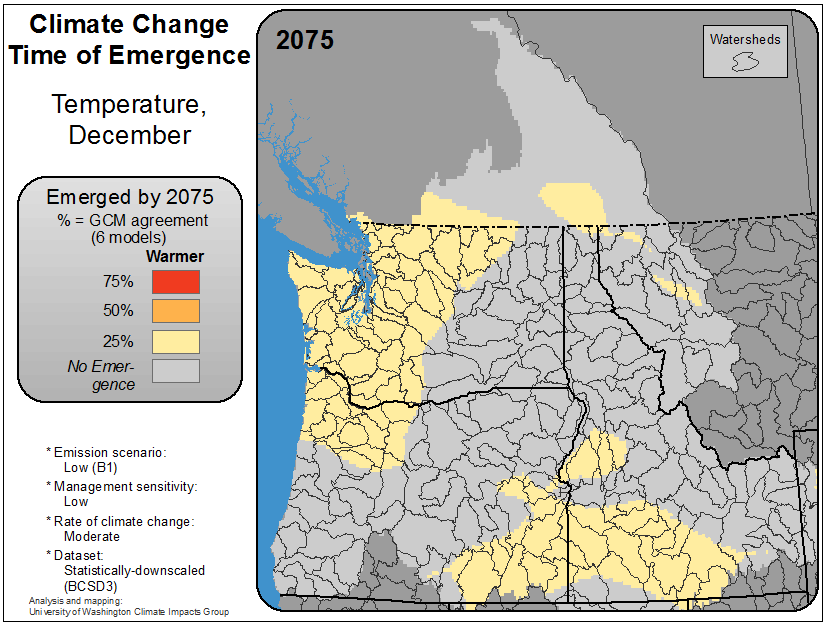 Climate Change
Time of Emergence
Temperature,
December
Emerged by 2075
% = GCM agreement
(6 models)
Warmer
75%
50%
25%
No Emer-
gence
* Emission scenario:
Low (B1)
* Management sensitivity:
Low
* Rate of climate change:
Moderate
* Dataset:
Statistically-downscaled
(BCSD3)
Analysis and mapping:
University of Washington Climate Impacts Group
2075
Watersheds